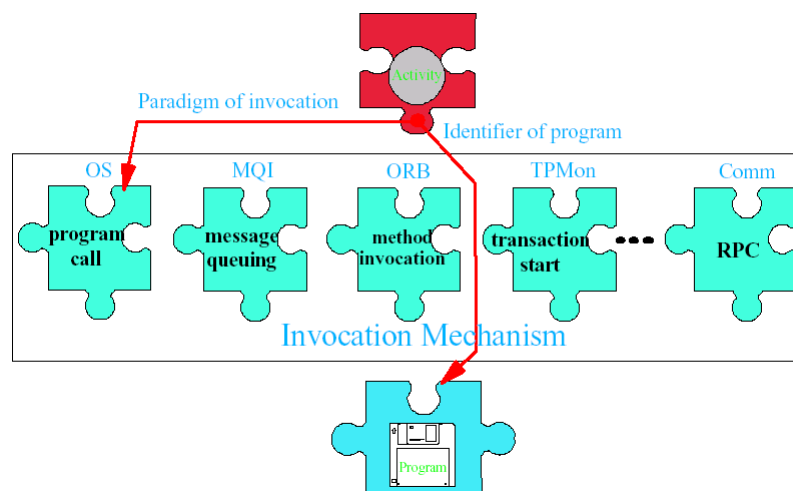 Activity
Paradigm of invocation
Identifier of program
OS
MQI
ORB
TPMon
Comm
program
call
message
queuing
method
invocation
transaction
start
RPC
Invocation Mechanism
Program